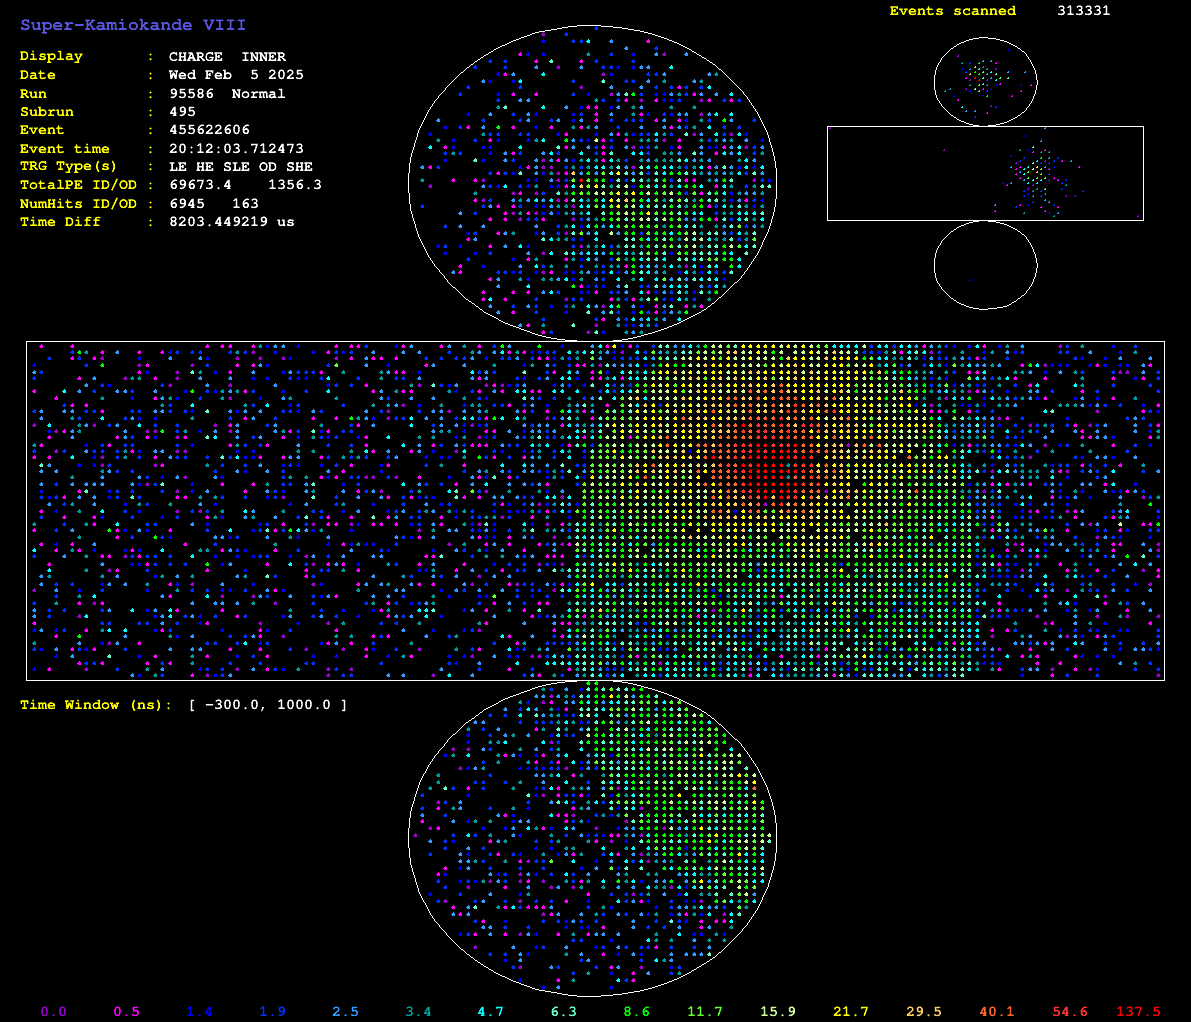 Super-Kamiokande VIII
Events scanned 313331
Display : CHARGE INNER
Date : Wed Feb 5 2025
Run : 95586 Normal
Subrun : 495
Event : 455622606
Event time : 20:12:03.712473
TRG Type(s) : LE HE SLE OD SHE
TotalPE ID/OD : 69673.4 1356.3
NumHits ID/OD : 6945 163
Time Diff : 8203.449219 us
Time Window (ns): [ -300.0, 1000.0 ]
0.0 0.5 1.4 1.9 2.5 3.4 4.7 6.3 8.6 11.7 15.9 21.7 29.5 40.1 54.6 137.5